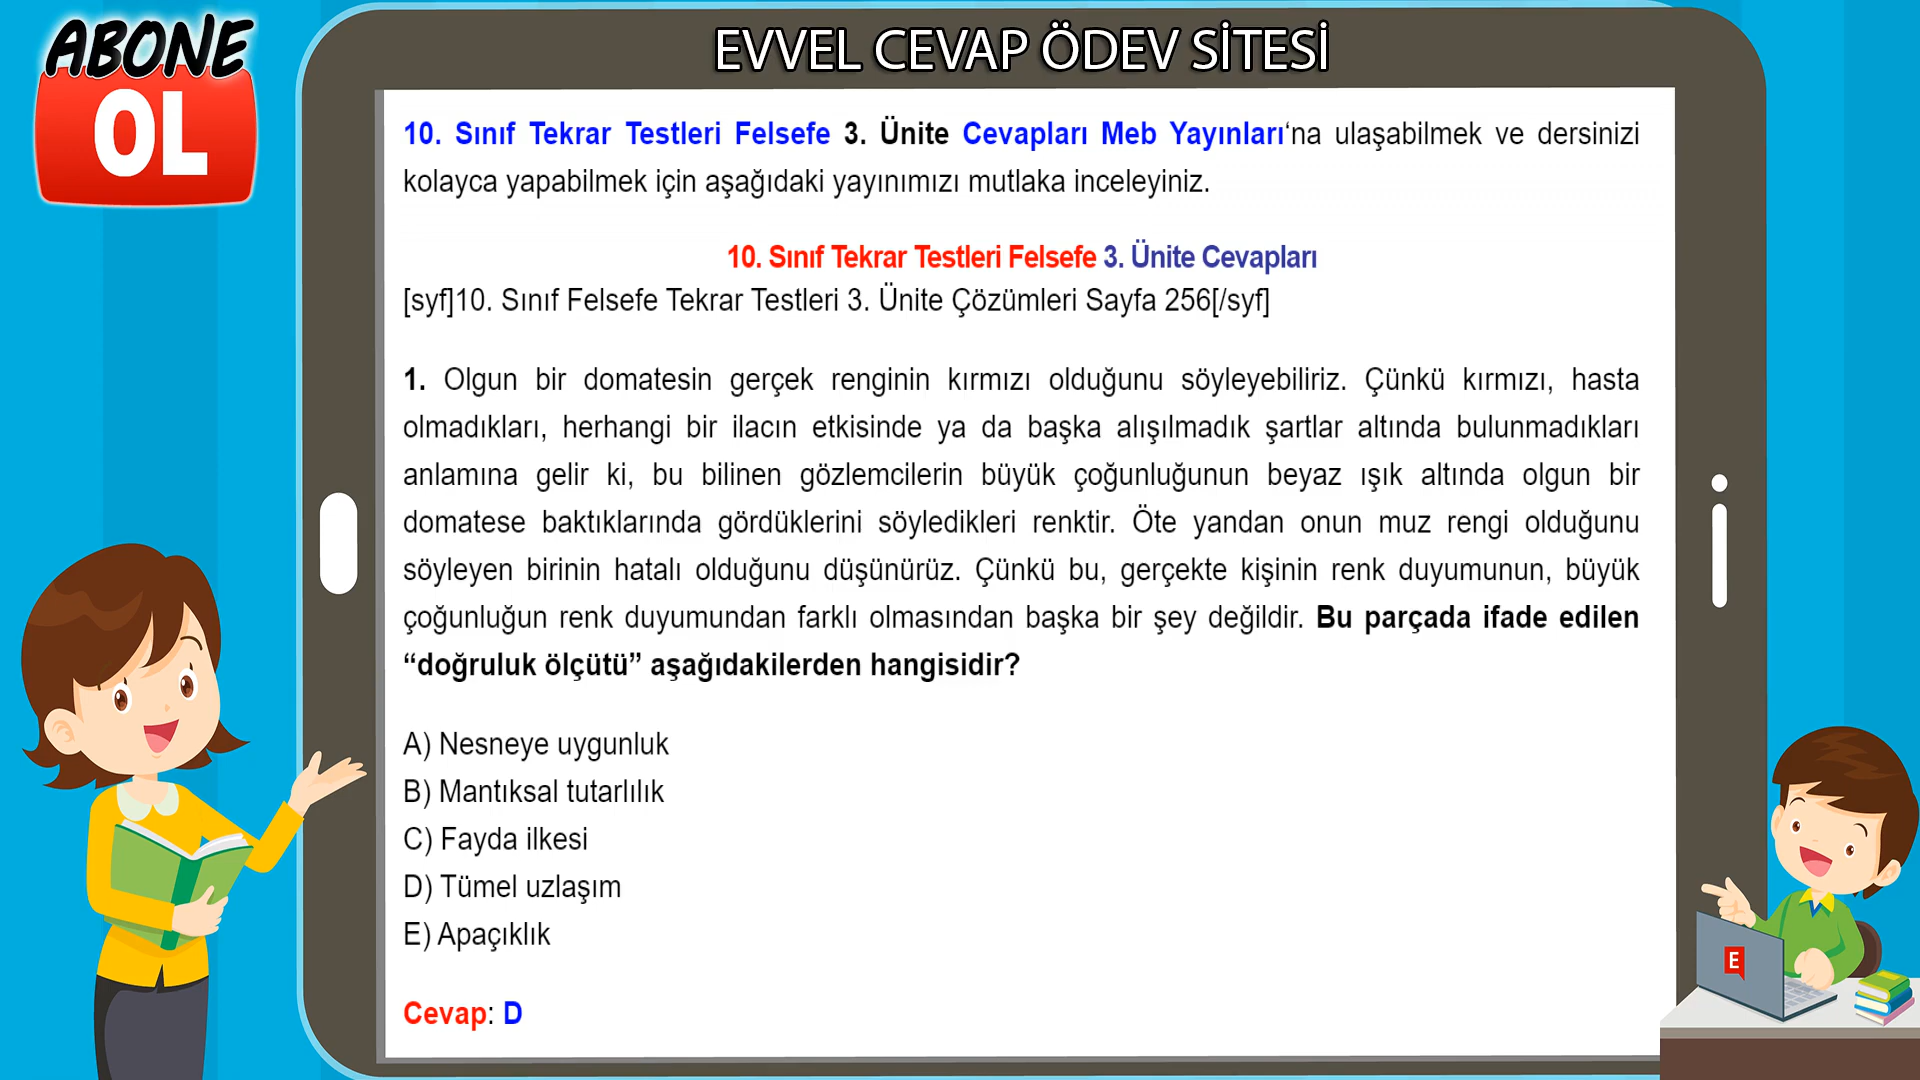 ABONE
OL
EVVEL CEVAP ÖDEV SİTESİ
10. Sınıf Tekrar Testleri Felsefe 3. Ünite Cevapları Meb Yayınları‘na ulaşabilmek ve dersinizi
kolayca yapabilmek için aşağıdaki yayınımızı mutlaka inceleyiniz.
10. Sınıf Tekrar Testleri Felsefe 3. Ünite Cevapları
[syf]10. Sınıf Felsefe Tekrar Testleri 3. Ünite Çözümleri Sayfa 256[/syf]
1. Olgun bir domatesin gerçek renginin kırmızı olduğunu söyleyebiliriz. Çünkü kırmızı, hasta
olmadıkları, herhangi bir ilacın etkisinde ya da başka alışılmadık şartlar altında bulunmadıkları
anlamına gelir ki, bu bilinen gözlemcilerin büyük çoğunluğunun beyaz ışık altında olgun bir
domatese baktıklarında gördüklerini söyledikleri renktir. Öte yandan onun muz rengi olduğunu
söyleyen birinin hatalı olduğunu düşünürüz. Çünkü bu, gerçekte kişinin renk duyumunun, büyük
çoğunluğun renk duyumundan farklı olmasından başka bir şey değildir. Bu parçada ifade edilen
“doğruluk ölçütü” aşağıdakilerden hangisidir?
A) Nesneye uygunluk
B) Mantıksal tutarlılık
C) Fayda ilkesi
D) Tümel uzlaşım
E) Apaçıklık
Cevap: D
E